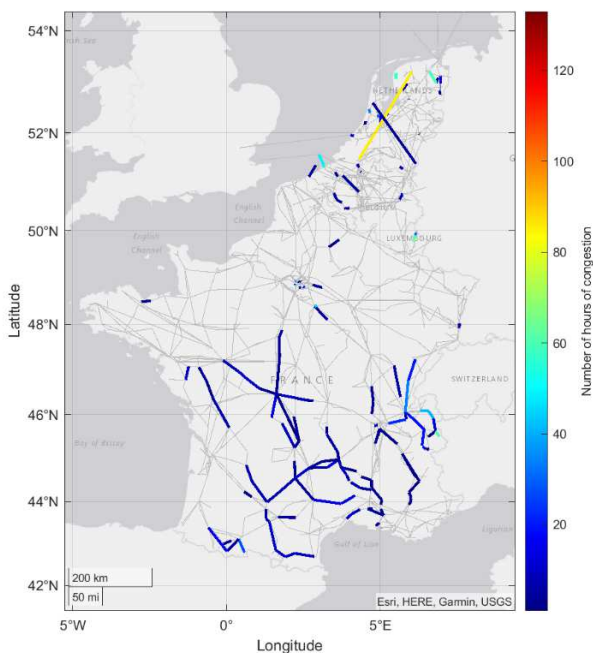 54°N
52°N
50°N
48°N
46°N
44°N
42°N
Latitude
NETHERLANDS
English
Channel
LUXEMBOURG
English
Channel
FRANCE
SWITZERLAND
Bay of Biscay
Gulf of Lion
Ligurian
200 km
50 mi
Esri, HERE, Garmin, USGS
5°W
0°
5°E
Longitude
120
100
80
60
40
20
Number of hours of congestion